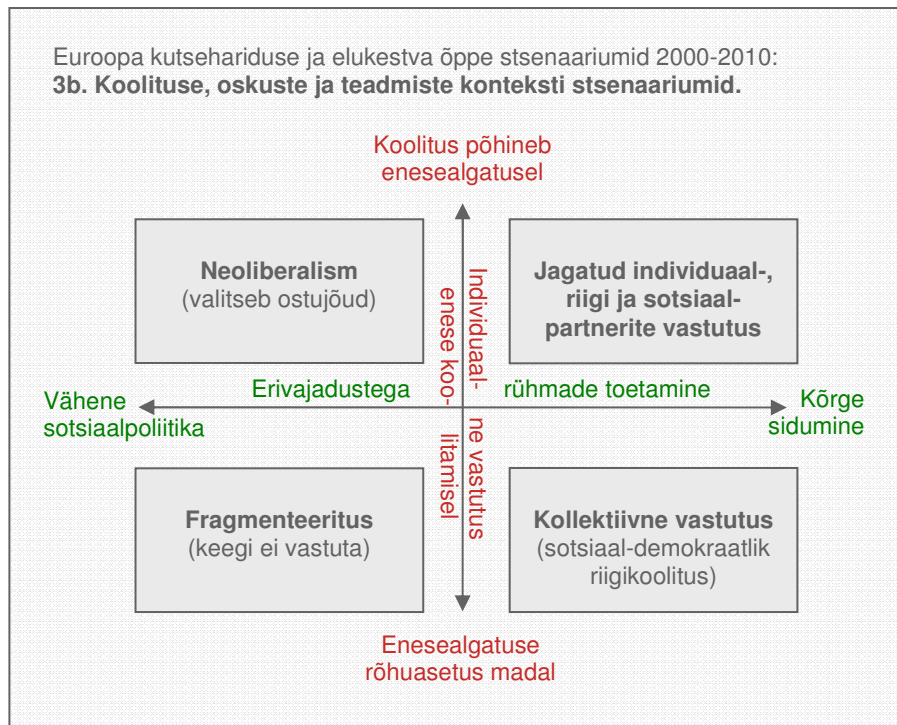 Euroopa kutsehariduse ja elukestva õppe stsenaariumid 2000-2010:
3b. Koolituse, oskuste ja teadmiste konteksti stsenaariumid.
Koolitus põhineb
enesealgatusel
Neoliberalism
(valitseb ostujõud)
Jagatud individuaal-,
riigi ja sotsiaal-
partnerite vastutus
Individuaal-
enese koo-
Erivajadustega
rühmade toetamine
Vähene
sotsiaalpoliitika
Kõrge
sidumine
ne vastutus
litamisel
Fragmenteeritus
(keegi ei vastuta)
Kollektiivne vastutus
(sotsiaal-demokraatlik
riigikoolitus)
Enesealgatuse
rõhuasetus madal